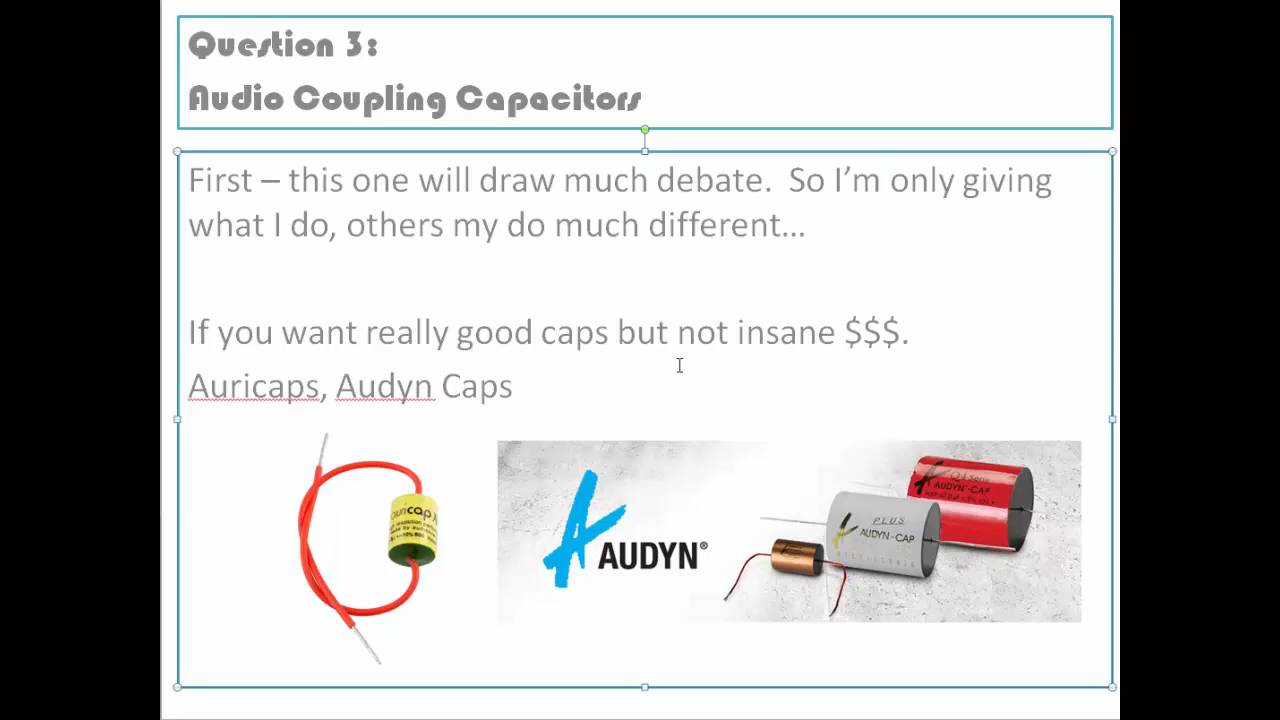 Question 3:
Audio Coupling Capacitors
First – this one will draw much debate.  So I'm only giving
what I do, others my do much different...
If you want really good caps but not insane $$$.
Auricaps, Audyn Caps
cap
AUDYN®
PLUS
AUDYN-CAP
AUDYN-CAP